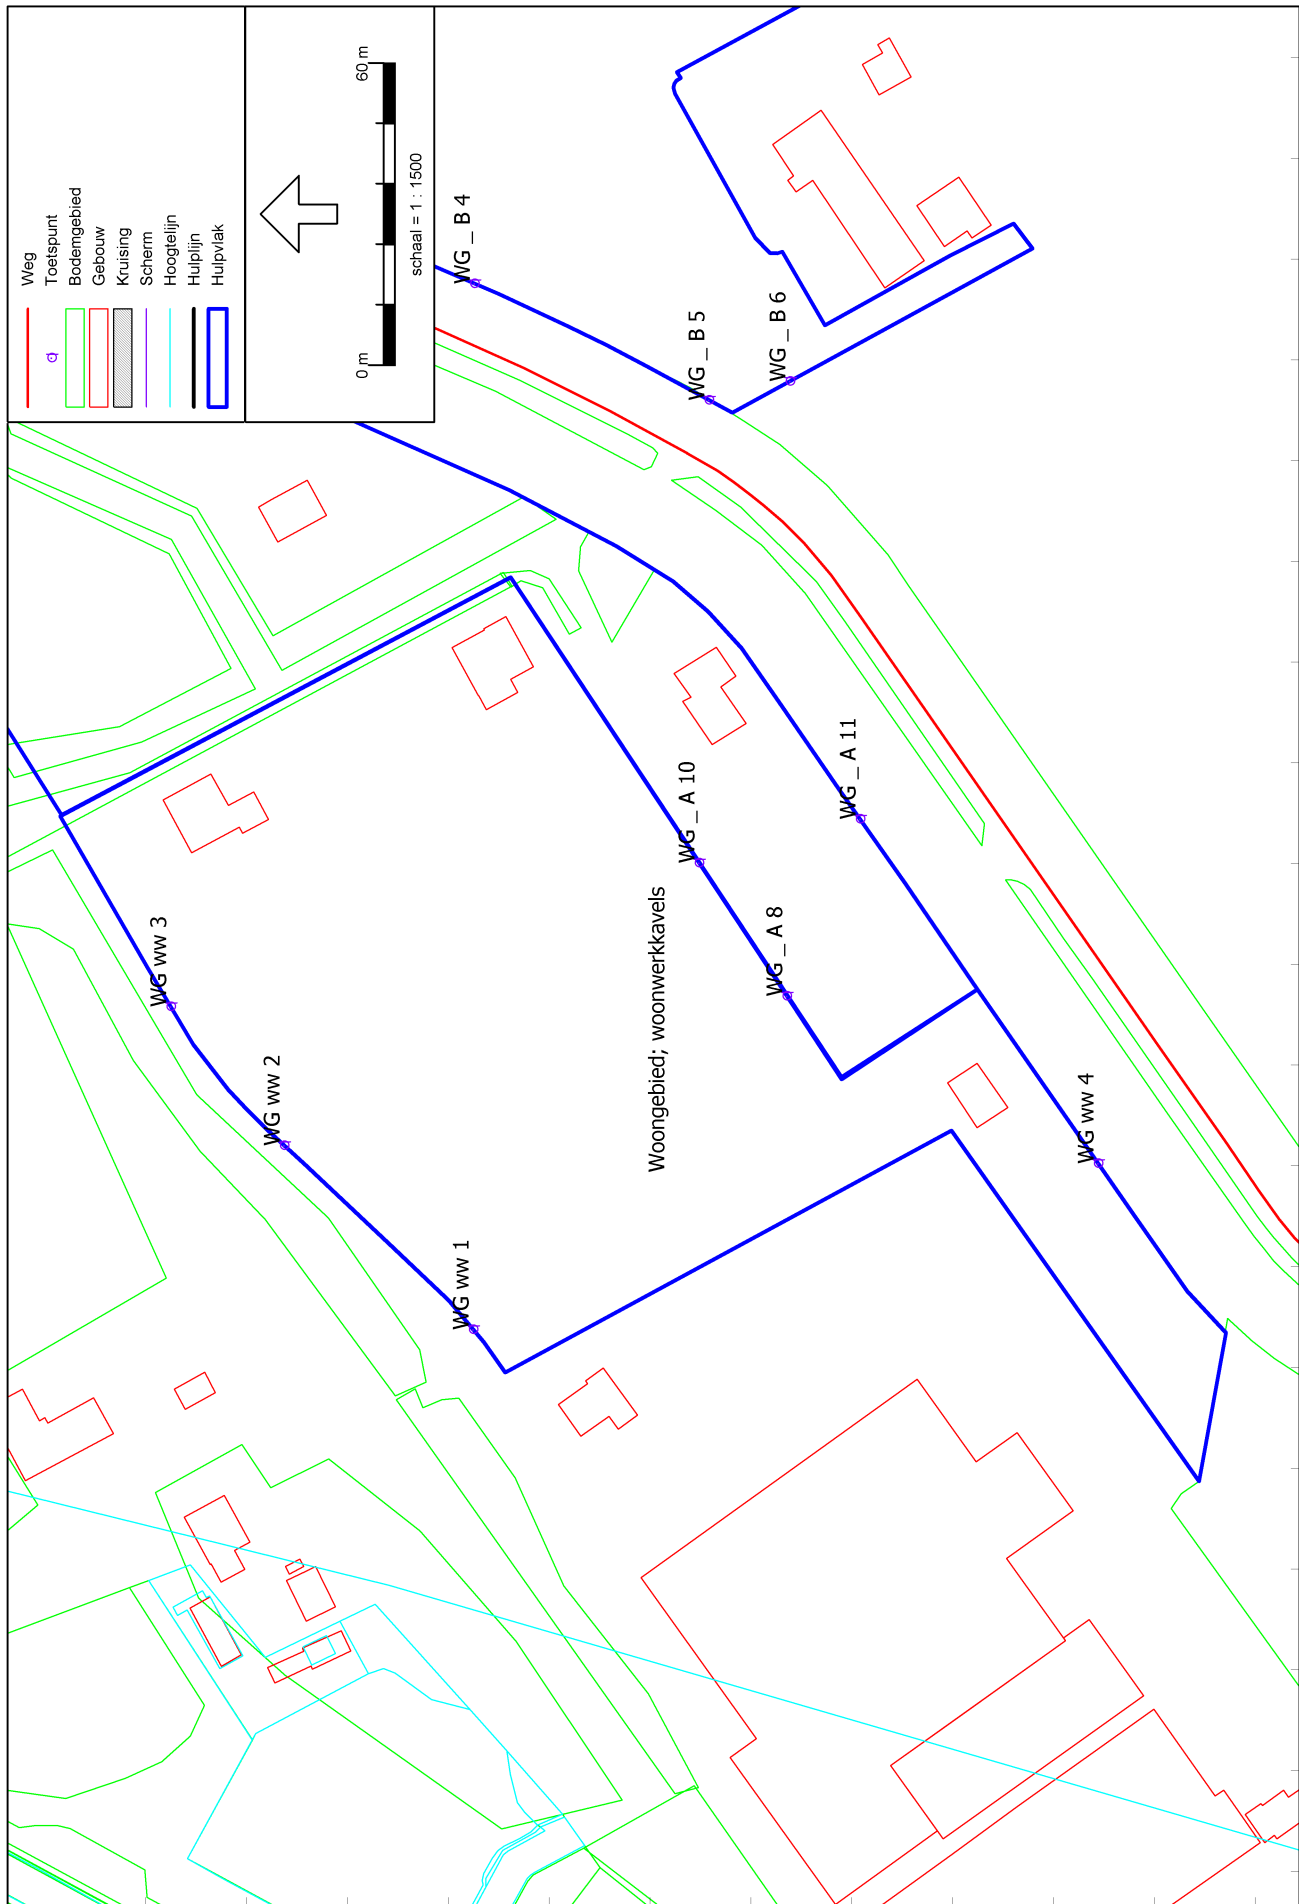 Weg
Toetspunt
Bodemgebied
Gebouw
Kruising
Scherm
Hoogtelijn
Hulplijn
Hulpvlak
0 m
60 m
schaal = 1 : 1500
WG _ B 4
WG _ B 5
WG _ B 6
WG ww 3
WG ww 2
WG ww 1
Woongebied; woonwerkkavels
WG _ A 10
WG _ A 8
WG _ A 11
WG ww 4